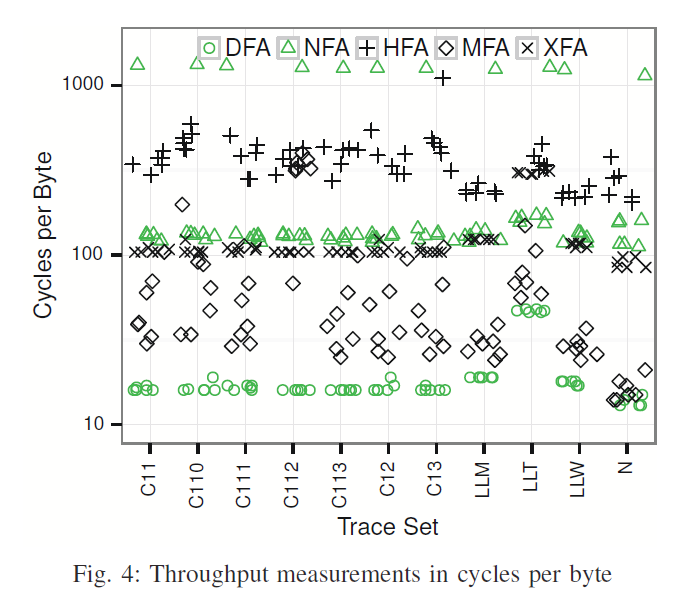 DFA NFA HFA MFA XFA
1000
100
10
Cycles per Byte
C11 C110 C111 C112 C113 C12 C13 LLM LLT LLW N
Trace Set
Fig. 4: Throughput measurements in cycles per byte